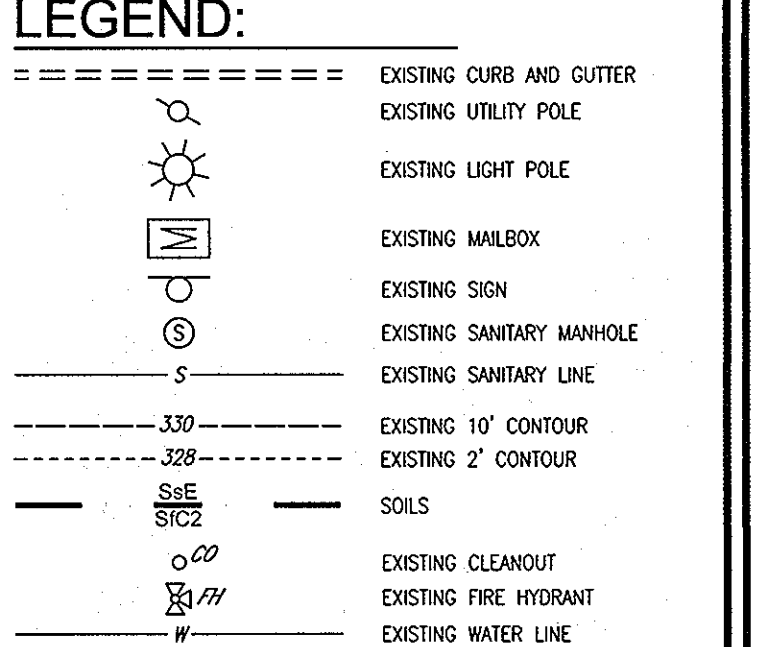 LEGEND:
EXISTING CURB AND GUTTER
EXISTING UTILITY POLE
EXISTING LIGHT POLE
EXISTING MAILBOX
EXISTING SIGN
S EXISTING SANITARY MANHOLE
S EXISTING SANITARY LINE
330 EXISTING 10' CONTOUR
328 EXISTING 2' CONTOUR
SsE
SfC2
SOILS
CO EXISTING CLEANOUT
FH EXISTING FIRE HYDRANT
W EXISTING WATER LINE